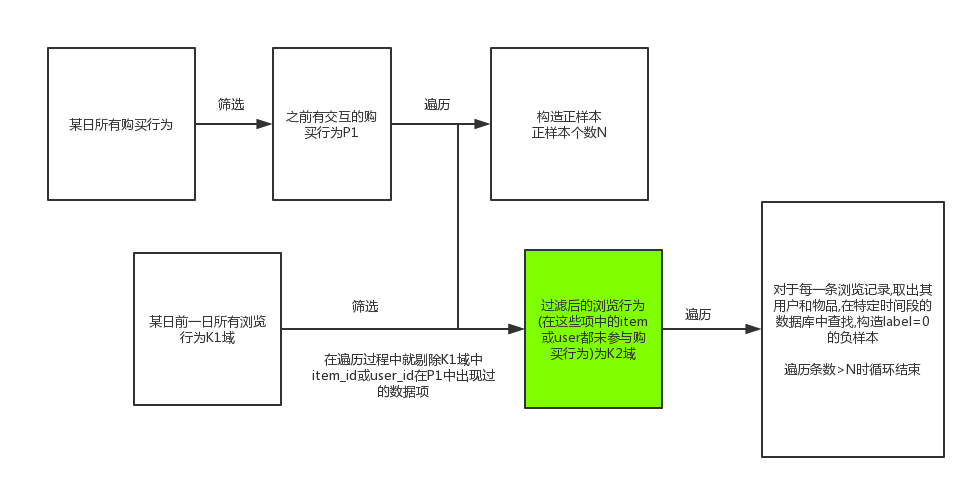 某日所有购买行为
筛选
之前有交互的购
买行为P1
遍历
构造正样本
正样本个数N
某日前一日所有浏览
行为K1域
筛选
在遍历过程中就剔除K1域中
item_id或user_id在P1中出现过
的数据项
过滤后的浏览行为
(在这些项中的item
或user都未参与购
买行为)为K2域
遍历
对于每一条浏览记录,取出其
用户和物品,在特定时间段的
数据库中查找,构造label=0
的负样本
遍历条数>N时循环结束